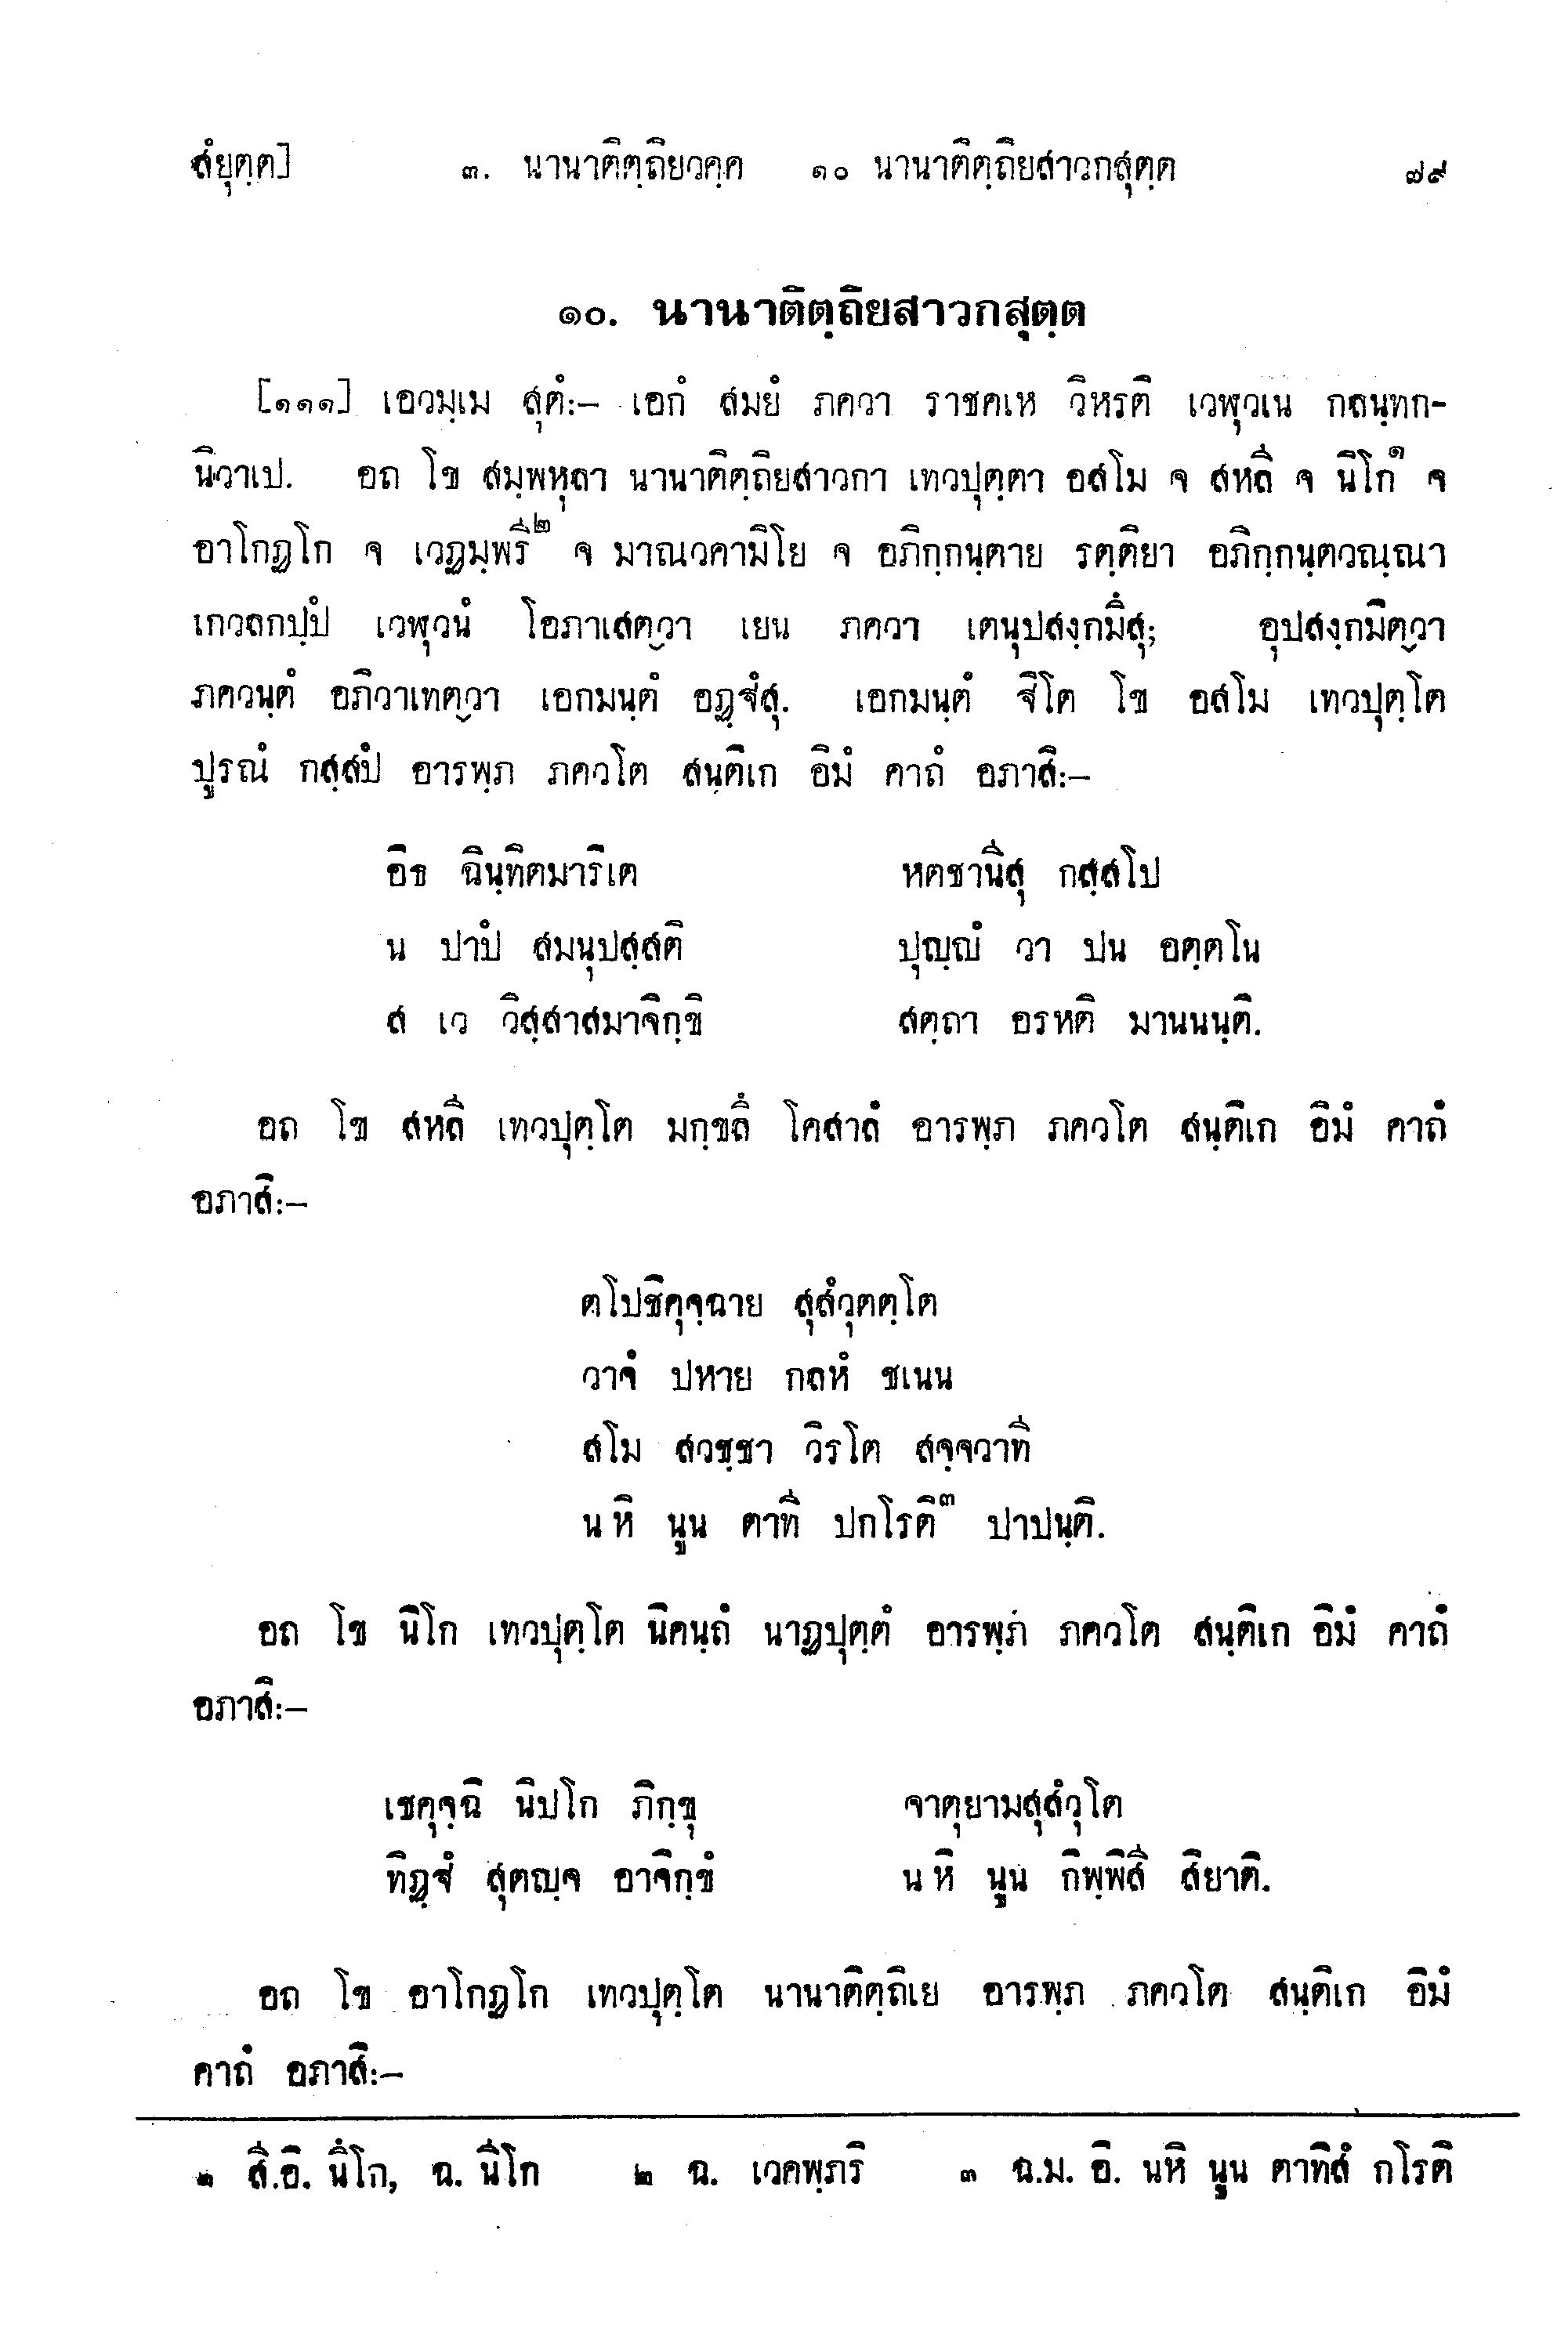 สํยุตฺต] ๓. นานาติตฺถิยวคฺค ๑๐ นานาติตฺถิยสาวกสุตฺต ๗๙
๑๐. นานาติตฺถิยสาวกสุตฺต
[๑๑๑] เอวมฺเม สุตํ:– เอกํ สมยํ ภควา ราชคเห วิหรติ เวฬุวเน กลนฺทก-
นิวาเป. อถ โข สมฺพหุลา นานาติตฺถิยสาวกา เทวปุตฺตา อสโม จ สหลี จ นิโก๑ จ
อาโกฏโก จ เวฏมฺพรี๒ จ มาณวคามิโย จ อภิกฺกนฺตาย รตฺติยา อภิกฺกนฺตวณฺณา
เกวลกปฺปํ เวฬุวนํ โอภาเสตฺวา เยน ภควา เตนุปสงฺกมึสุ; อุปสงฺกมิตฺวา
ภควนฺตํ อภิวาเทตฺวา เอกมนฺตํ อฏฺฐํสุ. เอกมนฺตํ ฐิโต โข อสโม เทวปุตฺโต
ปูรณํ กสฺสปํ อารพฺภ ภควโต สนฺติเก อิมํ คาถํ อภาสิ:–
อิธ ฉินฺทิตมาริเต หตชานีสุ กสฺสโป
น ปาปํ สมนุปสฺสติ ปุญฺญํ วา ปน อตฺตโน
ส เว วิสฺสาสมาจิกฺขิ สตฺถา อรหติ มานนนฺติ.
อถ โข สหลี เทวปุตฺโต มกฺขลึ โคสาลํ อารพฺภ ภควโต สนฺติเก อิมํ คาถํ
อภาสิ:–
ตโปชิคุจฺฉาย สุสํวุตตฺโต
วาจํ ปหาย กลหํ ชเนน
สโม สวชฺชา วิรโต สจฺจวาที
น หิ นูน ตาที ปกโรติ๓ ปาปนฺติ.
อถ โข นิโก เทวปุตฺโต นิคนฺถํ นาฏปุตฺตํ อารพฺภ ภควโต สนฺติเก อิมํ คาถํ
อภาสิ:–
เชคุจฺฉิ นิปโก ภิกฺขุ จาตุยามสุสํวุโต
ทิฏฺฐํ สุตญฺจ อาจิกฺขํ น หิ นูน กิพฺพิสี สิยาติ.
อถ โข อาโกฏโก เทวปุตฺโต นานาติตฺถิเย อารพฺภ ภควโต สนฺติเก อิมํ
คาถํ อภาสิ:–
๑ สี.อิ. นึโก, ฉ. นีโก ๒ ฉ. เวคพฺภริ ๓ ฉ.ม. อิ. นหิ นูน ตาทิสํ กโรติ